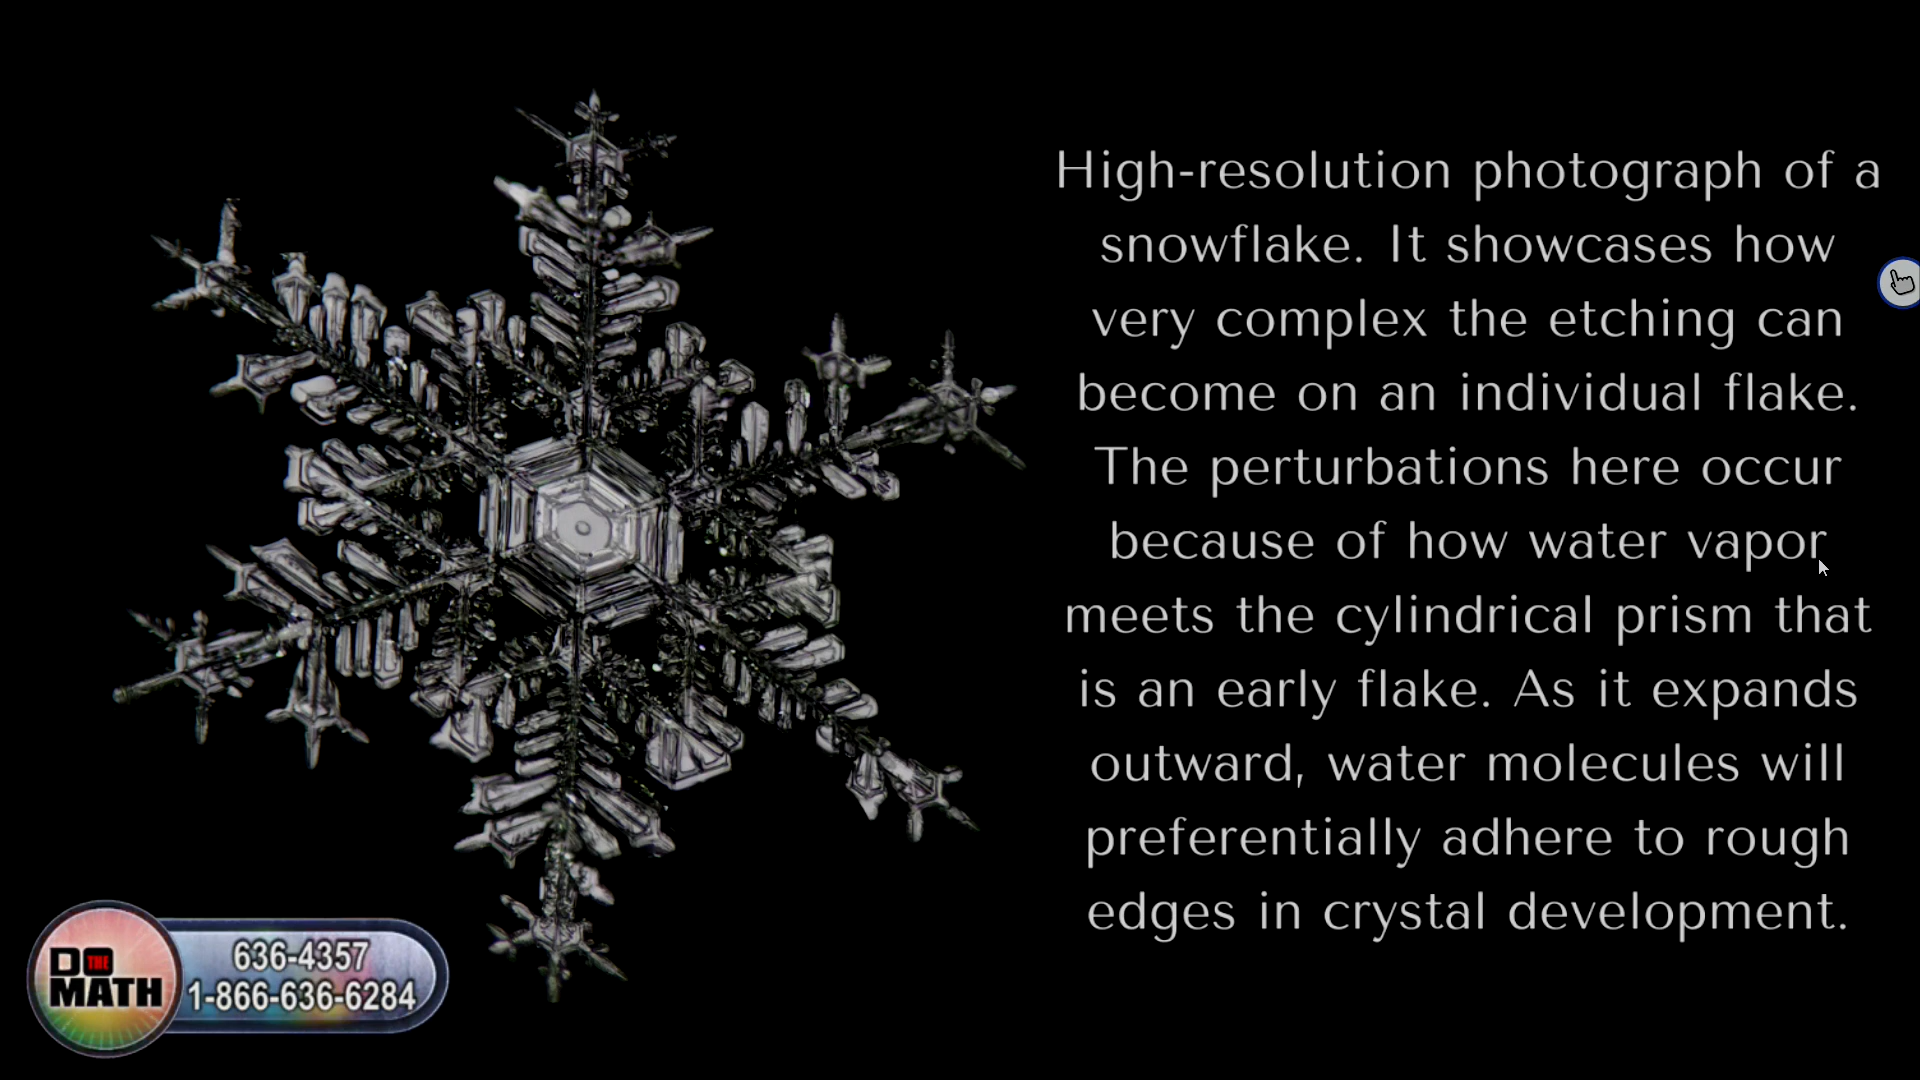 High-resolution photograph of a
snowflake. It showcases how
very complex the etching can
become on an individual flake.
The perturbations here occur
because of how water vapor
meets the cylindrical prism that
is an early flake. As it expands
outward, water molecules will
preferentially adhere to rough
edges in crystal development.
DO THE MATH
636-4357
1-866-636-6284